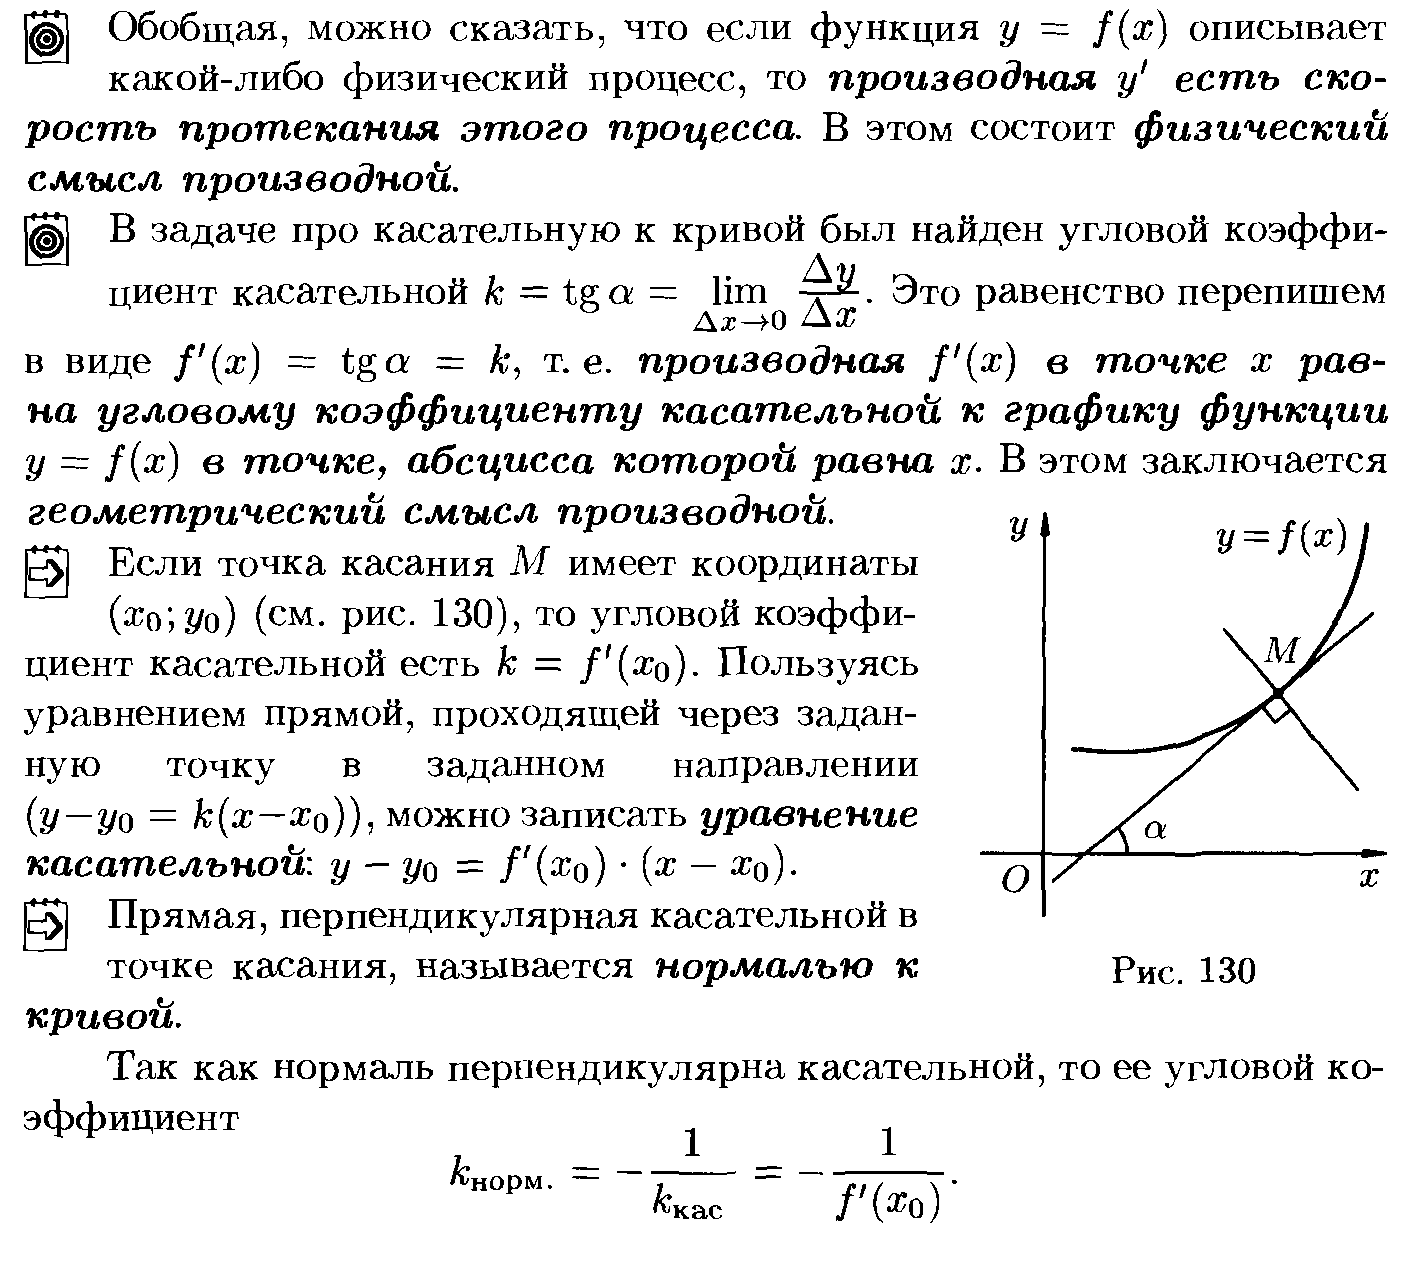 Обобщая, можно сказать, что если функция y = f(x) описывает
какой-либо физический процесс, то производная y′ есть ско-
рость протекания этого процесса. В этом состоит физический
смысл производной.
В задаче про касательную к кривой был найден угловой коэффи-
циент касательной k = tg α = lim_{Δx→0} Δy/Δx. Это равенство перепишем
в виде f′(x) = tg α = k, т. е. производная f′(x) в точке x рав-
на угловому коэффициенту касательной к графику функции
y = f(x) в точке, абсцисса которой равна x. В этом заключается
геометрический смысл производной.
Если точка касания M имеет координаты
(x₀; y₀) (см. рис. 130), то угловой коэффи-
циент касательной есть k = f′(x₀). Пользуясь
уравнением прямой, проходящей через задан-
ную точку в заданном направлении
(y−y₀ = k(x−x₀)), можно записать уравнение
касательной: y − y₀ = f′(x₀) · (x − x₀).
Прямая, перпендикулярная касательной в
точке касания, называется нормалью к
кривой.
y
y = f(x)
M
α
O
x
Рис. 130
Так как нормаль перпендикулярна касательной, то ее угловой ко-
эффициент
k_{норм.} = −1/k_{кас} = −1/f′(x₀).